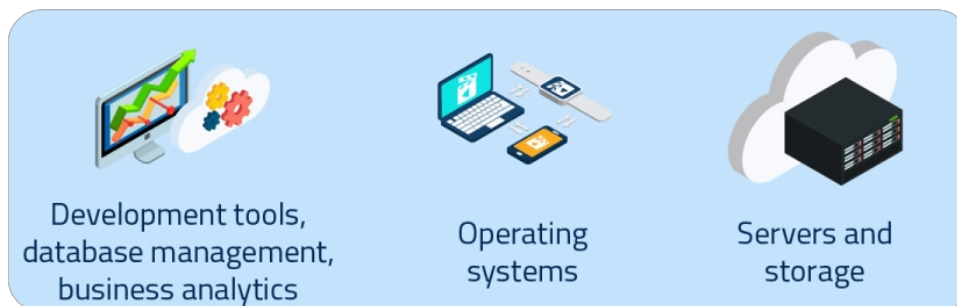 Development tools,
database management,
business analytics
Operating
systems
Servers and
storage